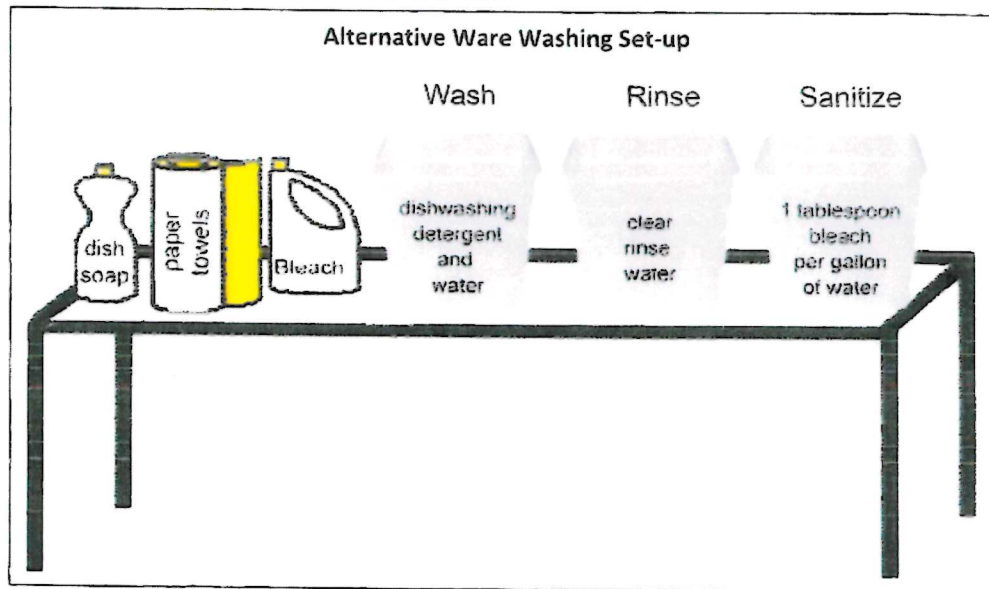 Alternative Ware Washing Set-up
Wash
Rinse
Sanitize
dish
soap
paper
towels
Bleach
dishwashing
detergent
and
water
clear
rinse
water
1 tablespoon
bleach
per gallon
of water